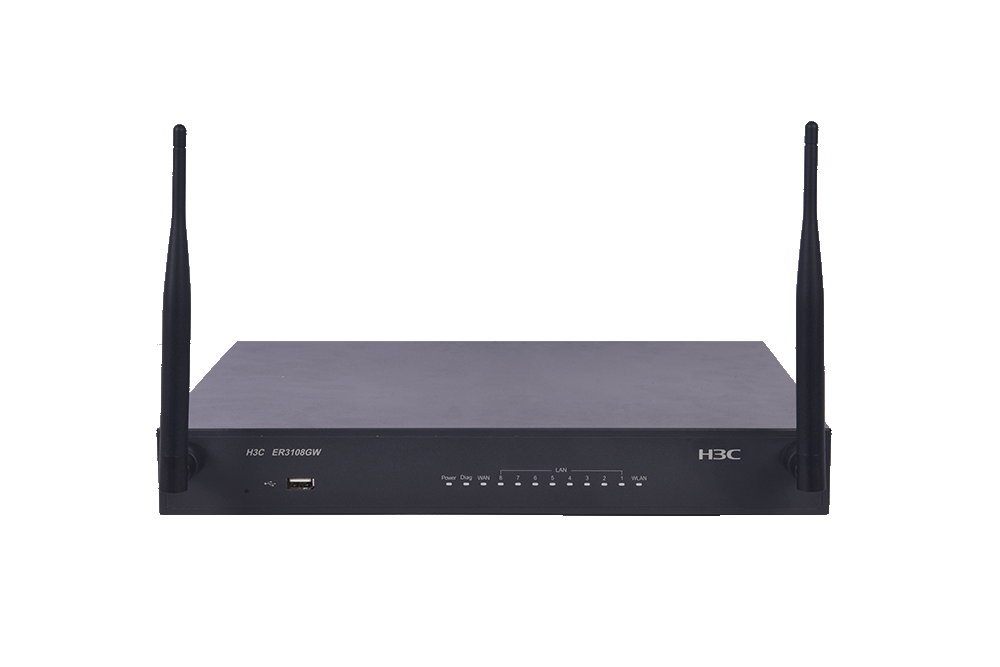 H3C ER3108GW
H3C
LAN
Power Diag WAN 8 7 6 5 4 3 2 1 WLAN